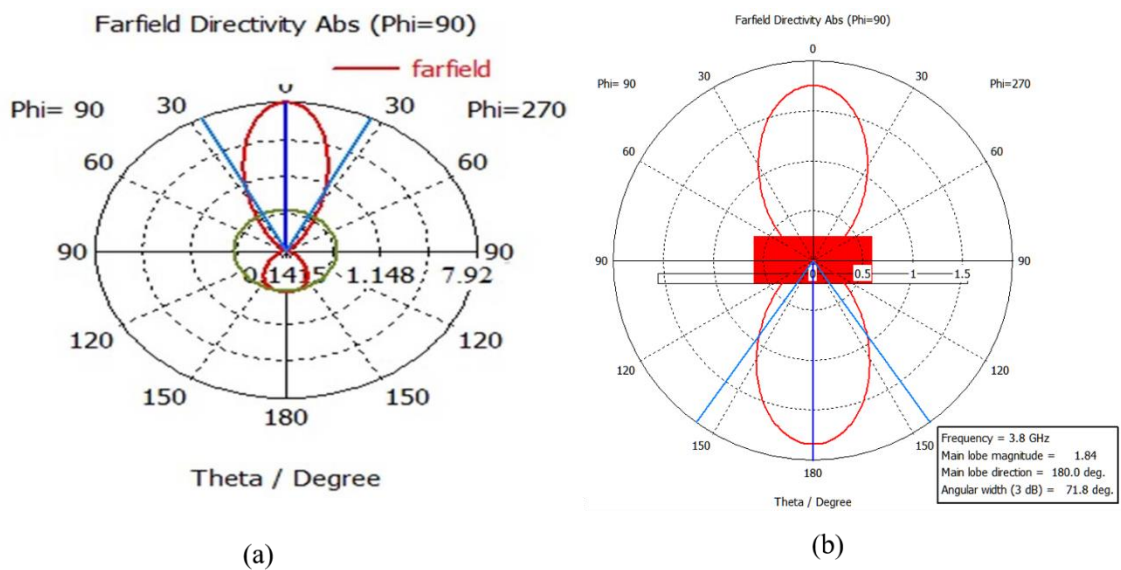 Farfield Directivity Abs (Phi=90)
farfield
0
30
30
Phi= 90
Phi=270
60
60
90
90
0.1415
1.148
7.92
120
120
150
150
180
Theta / Degree
(a)
Farfield Directivity Abs (Phi=90)
0
30
30
Phi= 90
Phi=270
60
60
90
90
0
0.5
1
1.5
120
120
150
150
180
Theta / Degree
Frequency = 3.8 GHz
Main lobe magnitude = 1.84
Main lobe direction = 180.0 deg.
Angular width (3 dB) = 71.8 deg.
(b)